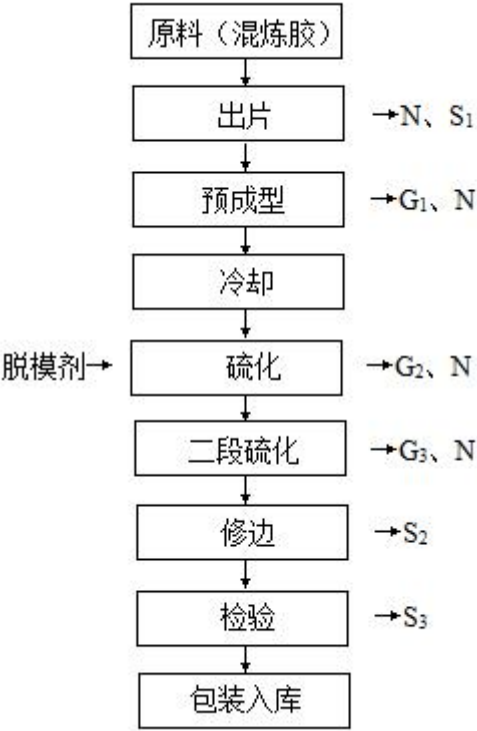 原料（混炼胶）
出片 →N、S₁
预成型 →G₁、N
冷却
脱模剂→ 硫化 →G₂、N
二段硫化 →G₃、N
修边 →S₂
检验 →S₃
包装入库